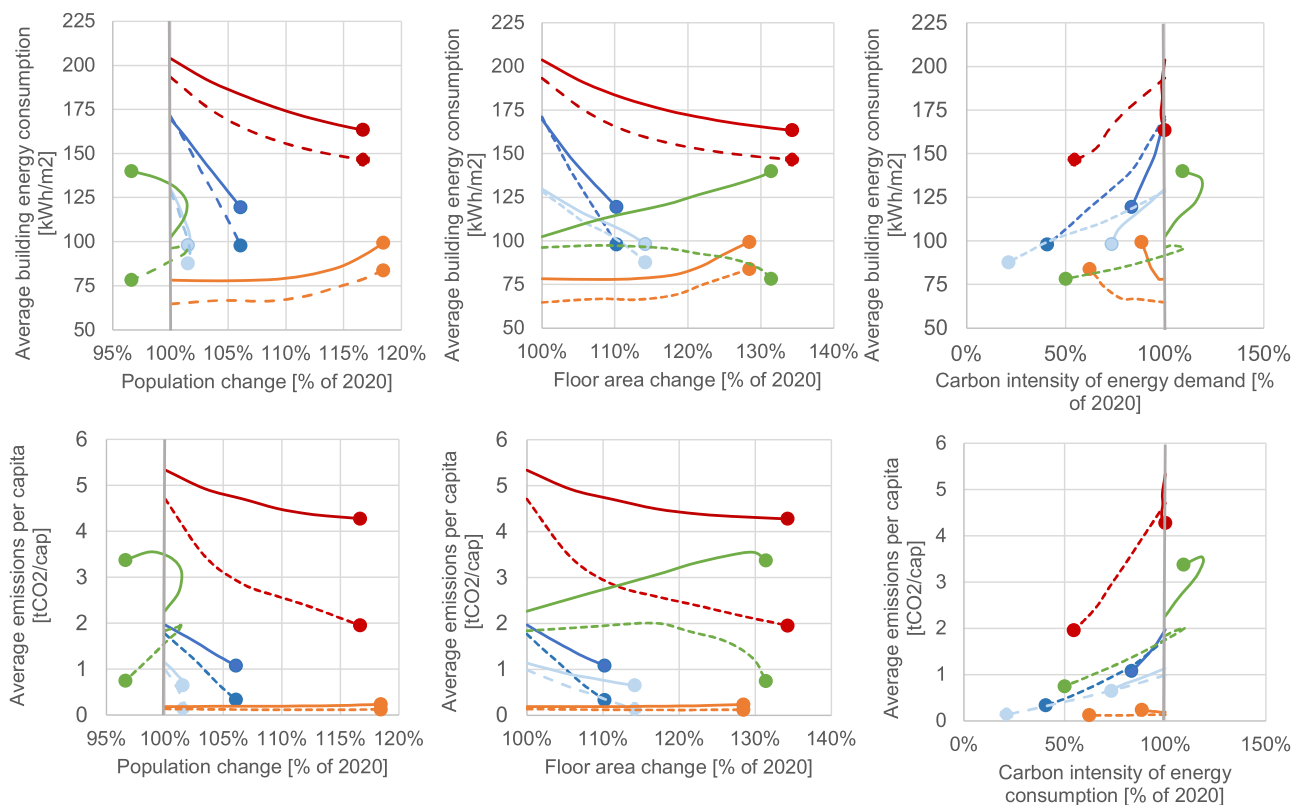 Average building energy consumption
[kWh/m2]
225
200
175
150
125
100
75
50
95% 100% 105% 110% 115% 120%
Population change [% of 2020]
Average building energy consumption
[kWh/m2]
225
200
175
150
125
100
75
50
100% 110% 120% 130% 140%
Floor area change [% of 2020]
Average building energy consumption
[kWh/m2]
225
200
175
150
125
100
75
50
0% 50% 100% 150%
Carbon intensity of energy demand [%
of 2020]
Average emissions per capita
[tCO2/cap]
6
5
4
3
2
1
0
95% 100% 105% 110% 115% 120%
Population change [% of 2020]
Average emissions per capita
[tCO2/cap]
6
5
4
3
2
1
0
100% 110% 120% 130% 140%
Floor area change [% of 2020]
Average emissions per capita
[tCO2/cap]
6
5
4
3
2
1
0
0% 50% 100% 150%
Carbon intensity of energy
consumption [% of 2020]